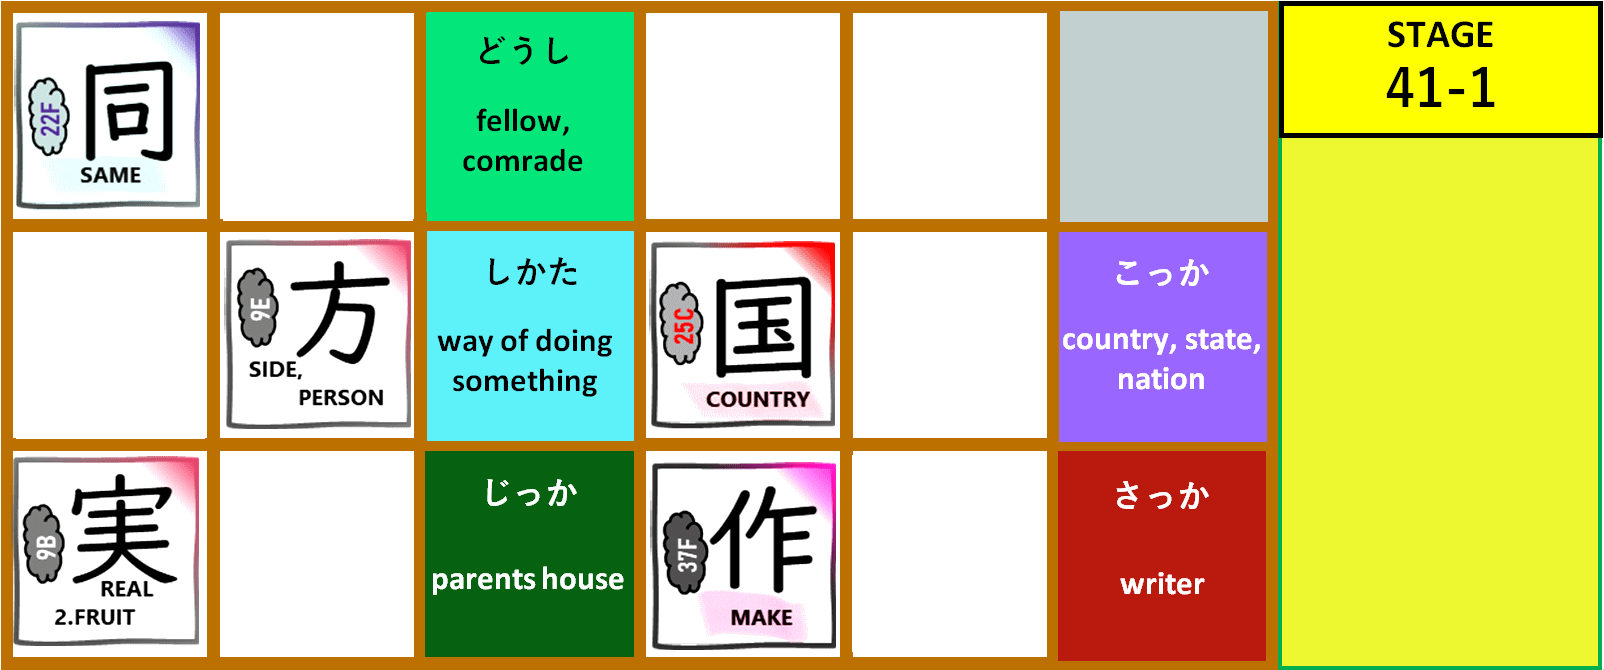 22F
同
SAME
どうし
fellow,
comrade
STAGE
41-1
9E
方
SIDE,
PERSON
しかた
way of doing
something
25C
国
COUNTRY
こっか
country, state,
nation
9B
実
REAL
2.FRUIT
じっか
parents house
37F
作
MAKE
さっか
writer